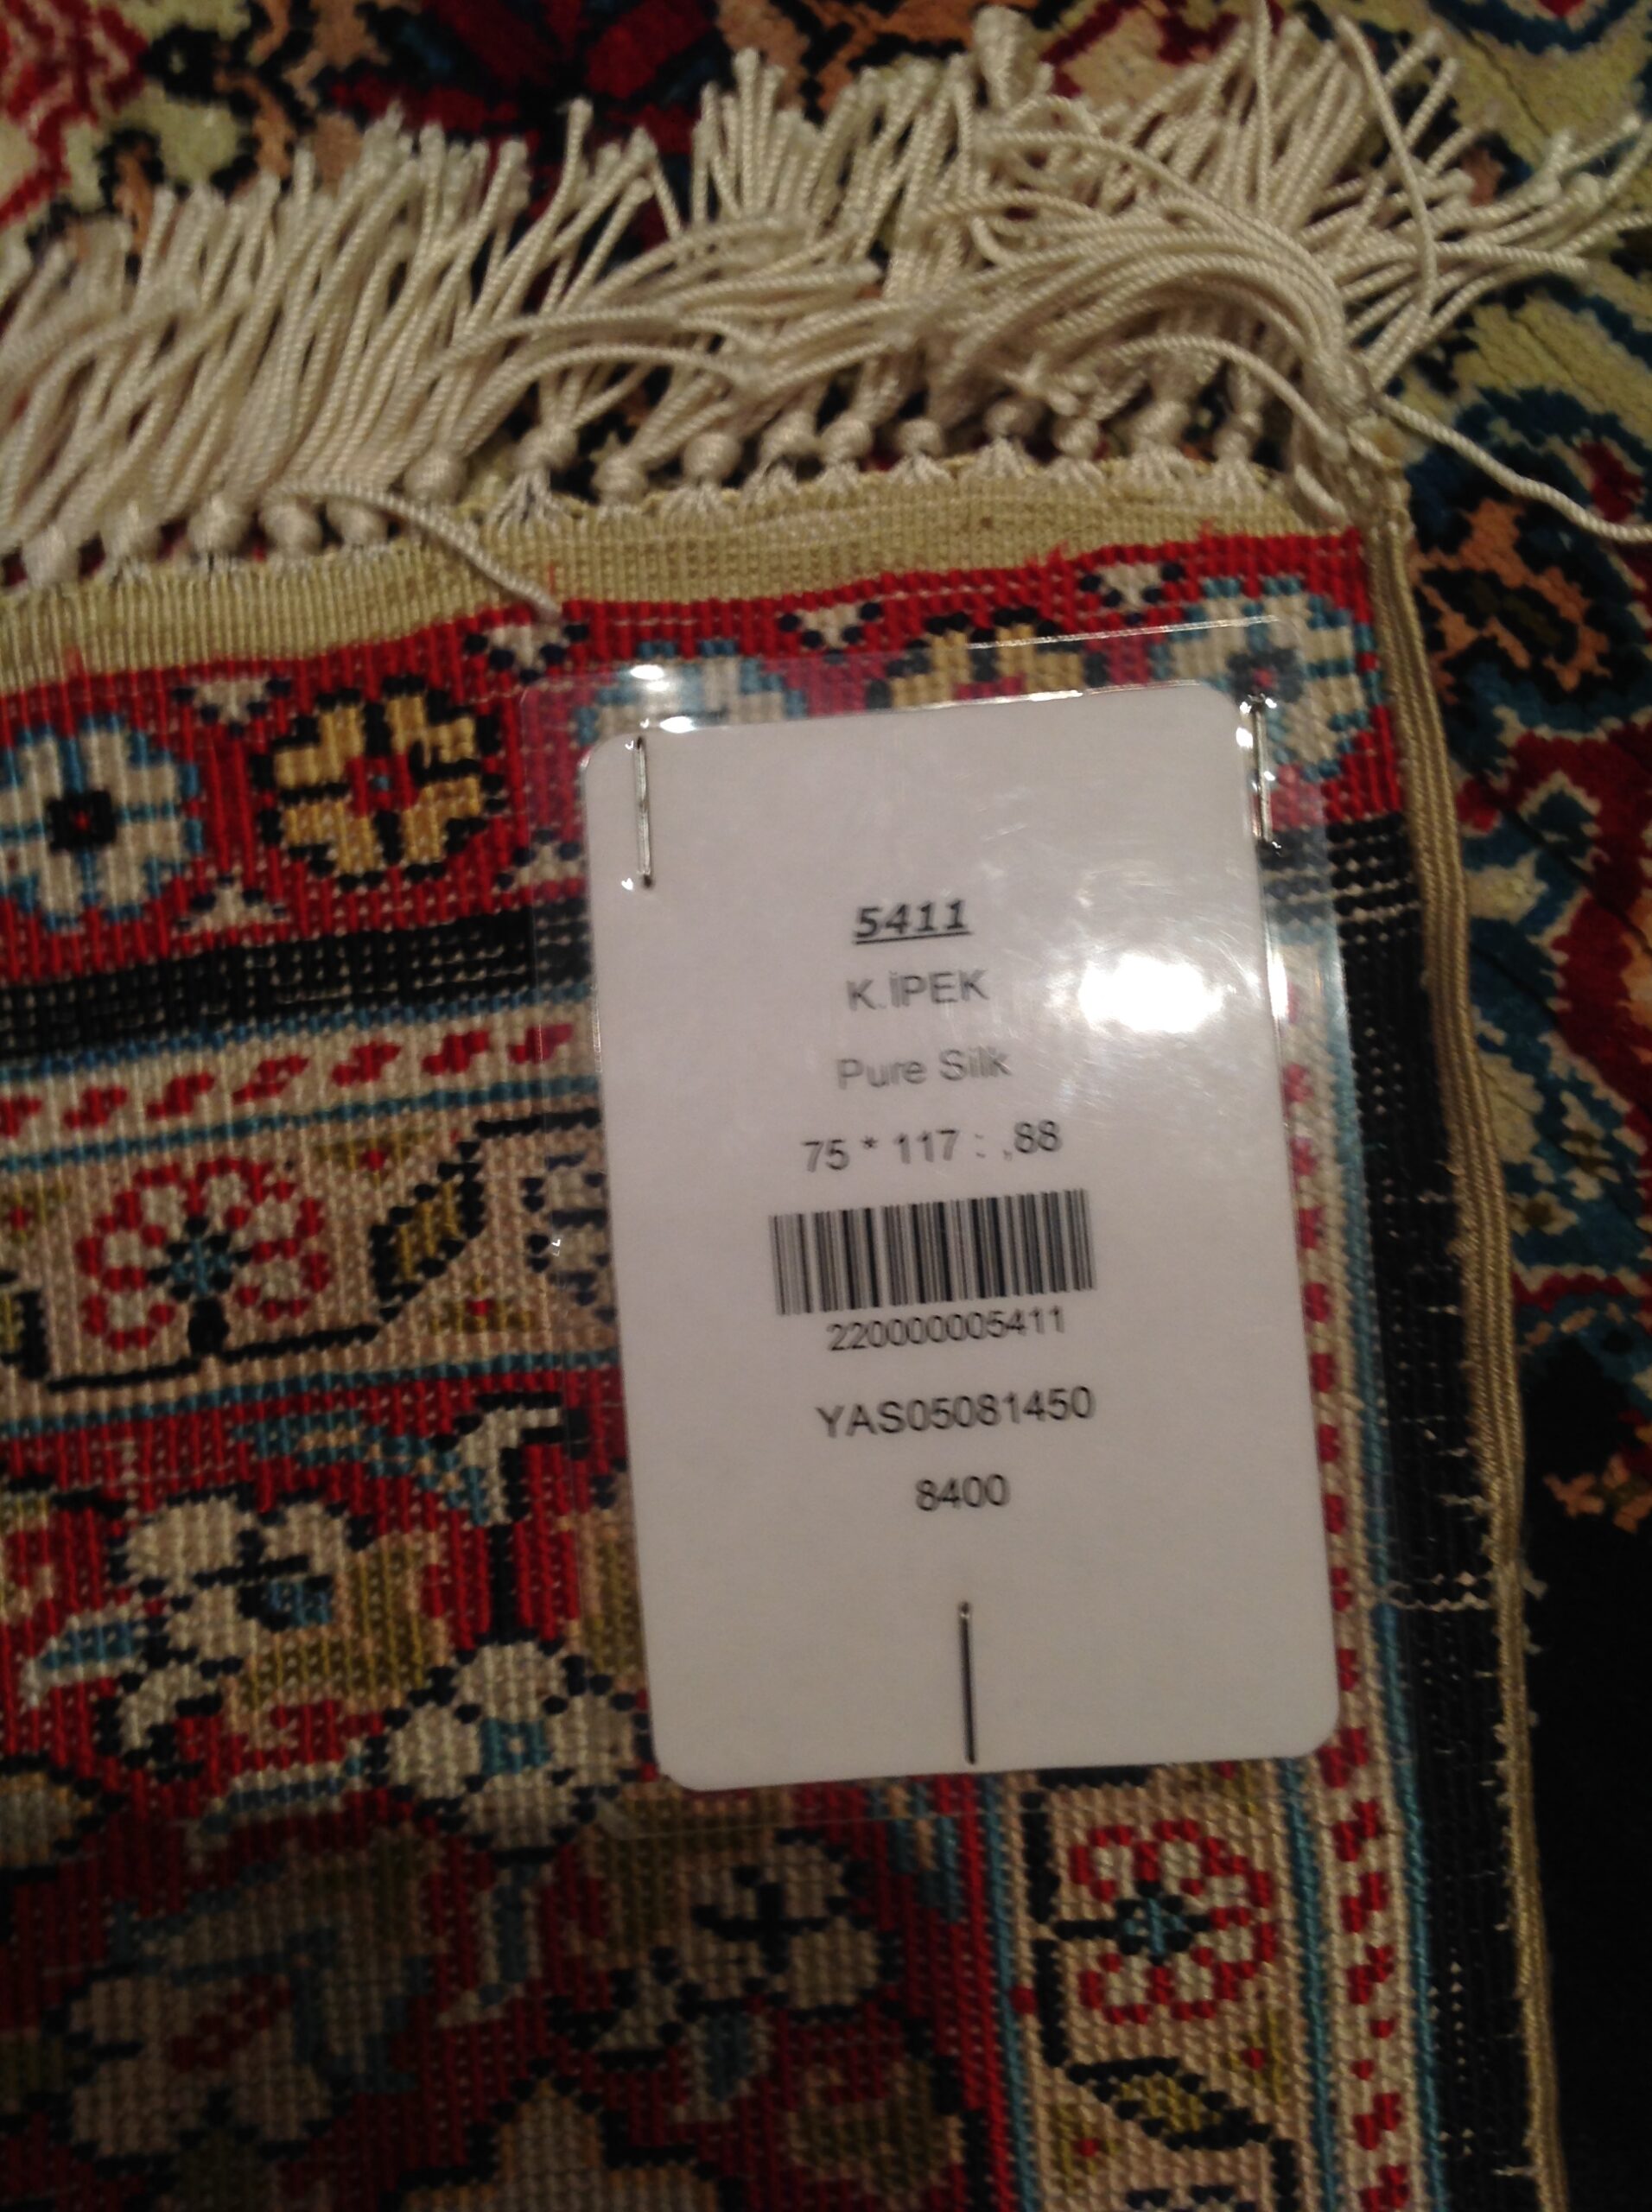 5411
K.İPEK
Pure Silk
75 * 117 : ,88
220000005411
YAS05081450
8400